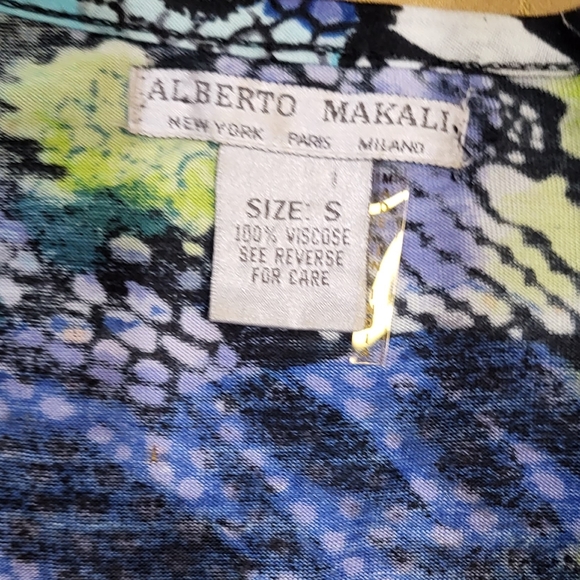 ALBERTO MAKALI.
NEW YORK PARIS MILANO
SIZE: S
100% VISCOSE
SEE REVERSE
FOR CARE